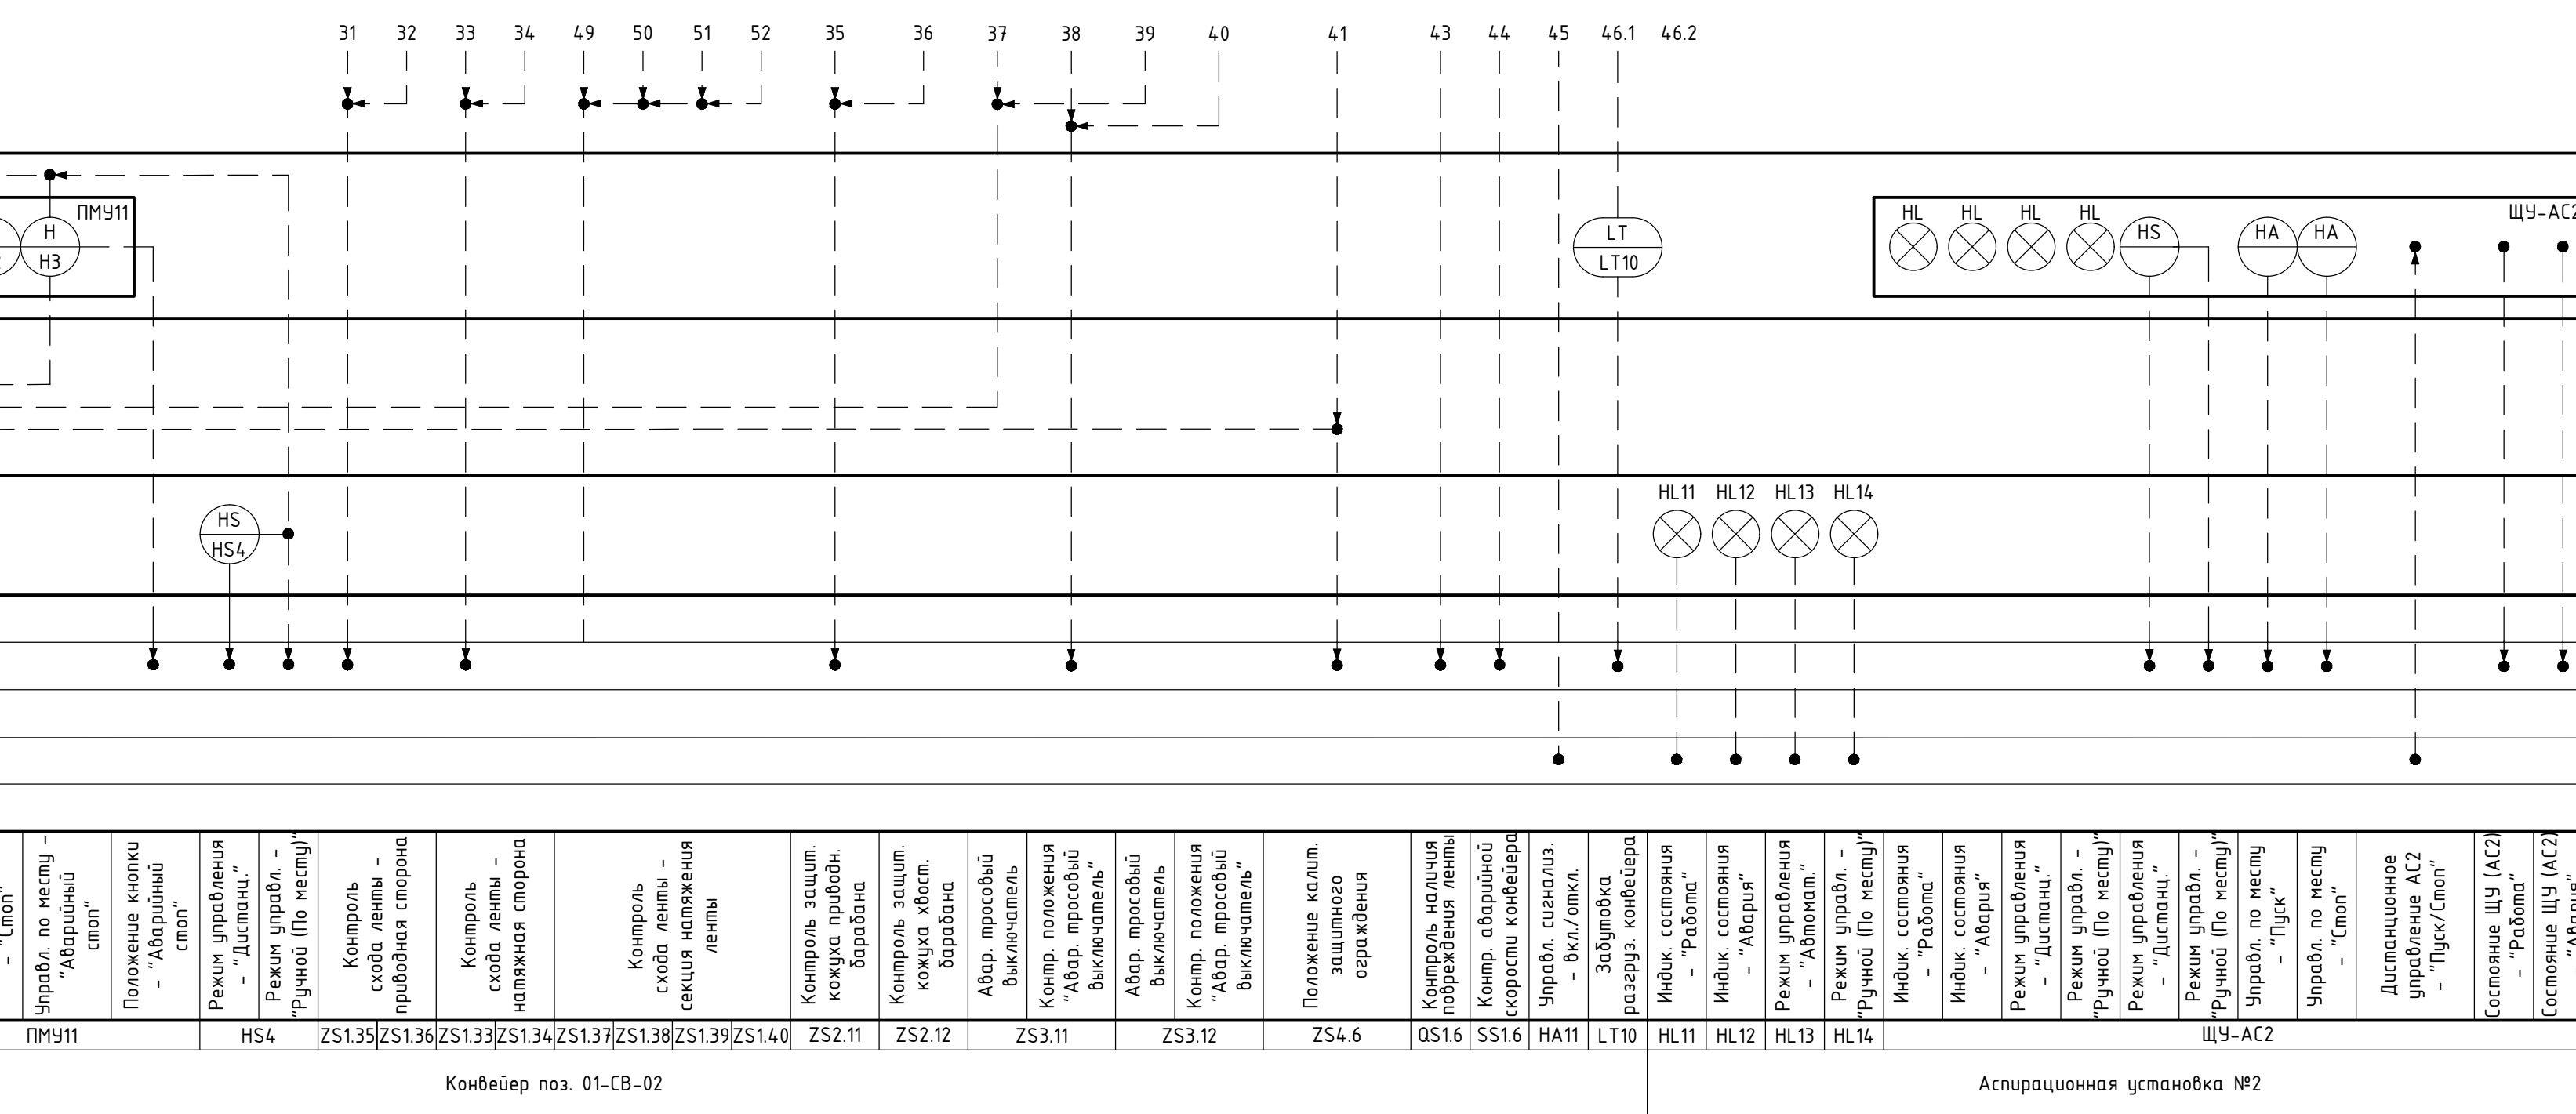 31 32 33 34 49 50 51 52 35 36 37 38 39 40 41 43 44 45 46.1 46.2
ПМУ11
Н
Н3
LT
LT10
HL HL HL HL
HS
HA HA
ЩУ-АС2
HS
HS4
HL11 HL12 HL13 HL14
- "Стоп"
Управл. по месту -
"Аварийный
стоп"
Положение кнопки
- "Аварийный
стоп"
Режим управления
- "Дистанц."
Режим управл. -
"Ручной (По месту)"
Контроль
схода ленты -
приводная сторона
Контроль
схода ленты -
натяжная сторона
Контроль
схода ленты -
секция натяжения
ленты
Контроль защит.
кожуха приводн.
барабана
Контроль защит.
кожуха хвост.
барабана
Авар. тросовый
выключатель
Контр. положения
"Авар. тросовый
выключатель"
Авар. тросовый
выключатель
Контр. положения
"Авар. тросовый
выключатель"
Положение калит.
защитного
ограждения
Контроль наличия
повреждения ленты
Контр. аварийной
скорости конвейера
Управл. сигнализ.
- вкл./откл.
Забутовка
разгруз. конвейера
Индик. состояния
- "Работа"
Индик. состояния
- "Авария"
Режим управления
- "Автомат."
Режим управл. -
"Ручной (По месту)"
Индик. состояния
- "Работа"
Индик. состояния
- "Авария"
Режим управления
- "Дистанц."
Режим управл. -
"Ручной (По месту)"
Режим управления
- "Дистанц."
Режим управл. -
"Ручной (По месту)"
Управл. по месту
- "Пуск"
Управл. по месту
- "Стоп"
Дистанционное
управление АС2
- "Пуск/Стоп"
Состояние ЩУ (АС2)
- "Работа"
Состояние ЩУ (АС2)
- "Авария"
ПМУ11 HS4 ZS1.35 ZS1.36 ZS1.33 ZS1.34 ZS1.37 ZS1.38 ZS1.39 ZS1.40 ZS2.11 ZS2.12 ZS3.11 ZS3.12 ZS4.6 QS1.6 SS1.6 HA11 LT10 HL11 HL12 HL13 HL14 ЩУ-АС2
Конвейер поз. 01-СВ-02
Аспирационная установка №2